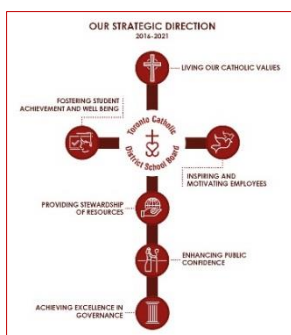 OUR STRATEGIC DIRECTION
2016-2021
LIVING OUR CATHOLIC VALUES
FOSTERING STUDENT
ACHIEVEMENT AND WELL BEING
Toronto Catholic
District School Board
INSPIRING AND
MOTIVATING EMPLOYEES
PROVIDING STEWARDSHIP
OF RESOURCES
ENHANCING PUBLIC
CONFIDENCE
ACHIEVING EXCELLENCE IN
GOVERNANCE